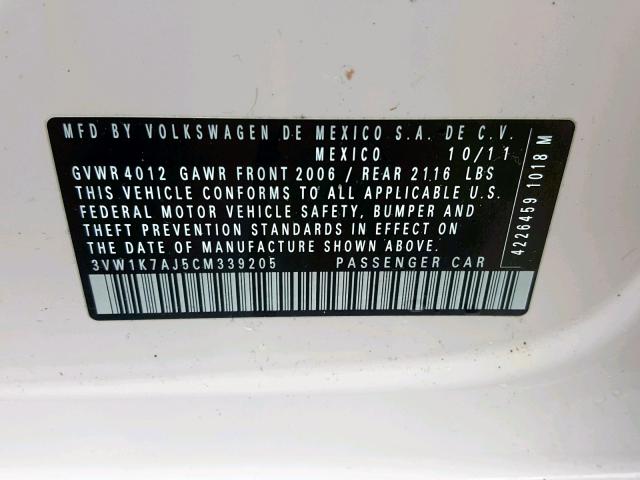 MFD BY VOLKSWAGEN DE MEXICO S.A. DE C.V.
MEXICO 10/11
GVWR 4012 GAWR FRONT 2006 / REAR 2116 LBS
THIS VEHICLE CONFORMS TO ALL APPLICABLE U.S.
FEDERAL MOTOR VEHICLE SAFETY, BUMPER AND
THEFT PREVENTION STANDARDS IN EFFECT ON
THE DATE OF MANUFACTURE SHOWN ABOVE.
3VW1K7AJ5CM339205 PASSENGER CAR
4226459 1018 M